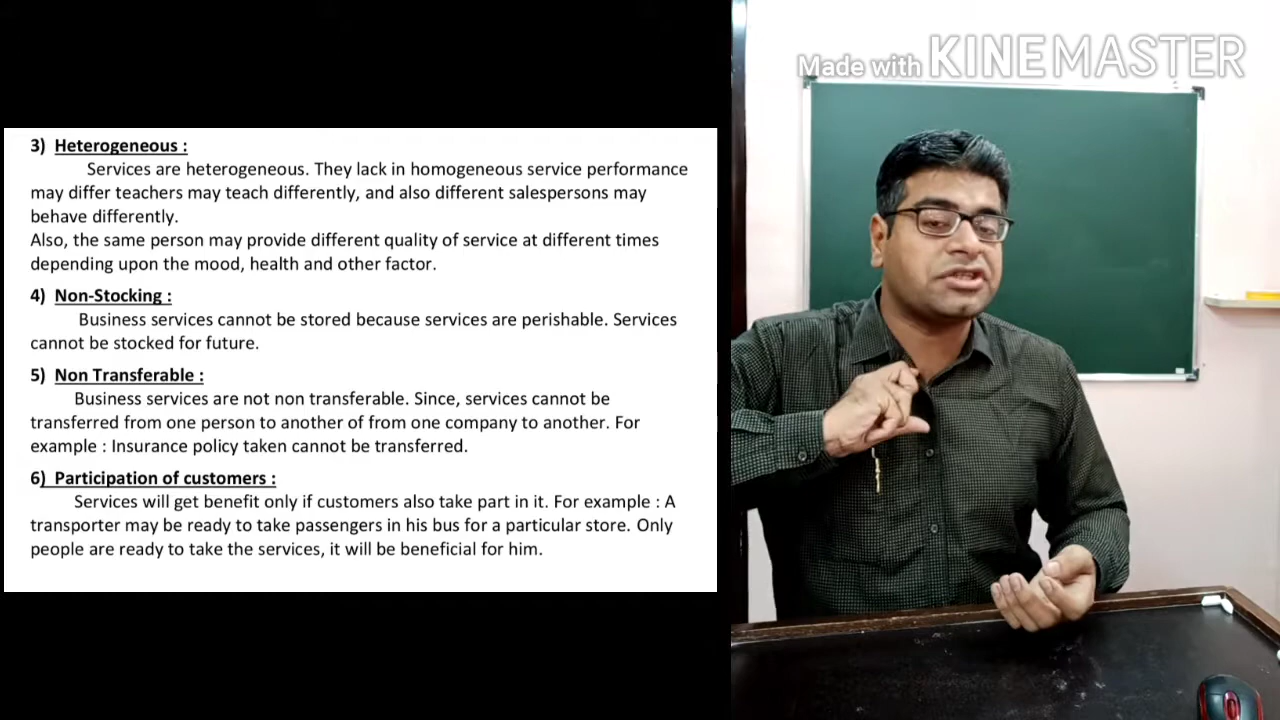 Made with KINEMASTER
3) Heterogeneous :
Services are heterogeneous. They lack in homogeneous service performance
may differ teachers may teach differently, and also different salespersons may
behave differently.
Also, the same person may provide different quality of service at different times
depending upon the mood, health and other factor.
4) Non-Stocking :
Business services cannot be stored because services are perishable. Services
cannot be stocked for future.
5) Non Transferable :
Business services are not non transferable. Since, services cannot be
transferred from one person to another of from one company to another. For
example : Insurance policy taken cannot be transferred.
6) Participation of customers :
Services will get benefit only if customers also take part in it. For example : A
transporter may be ready to take passengers in his bus for a particular store. Only
people are ready to take the services, it will be beneficial for him.